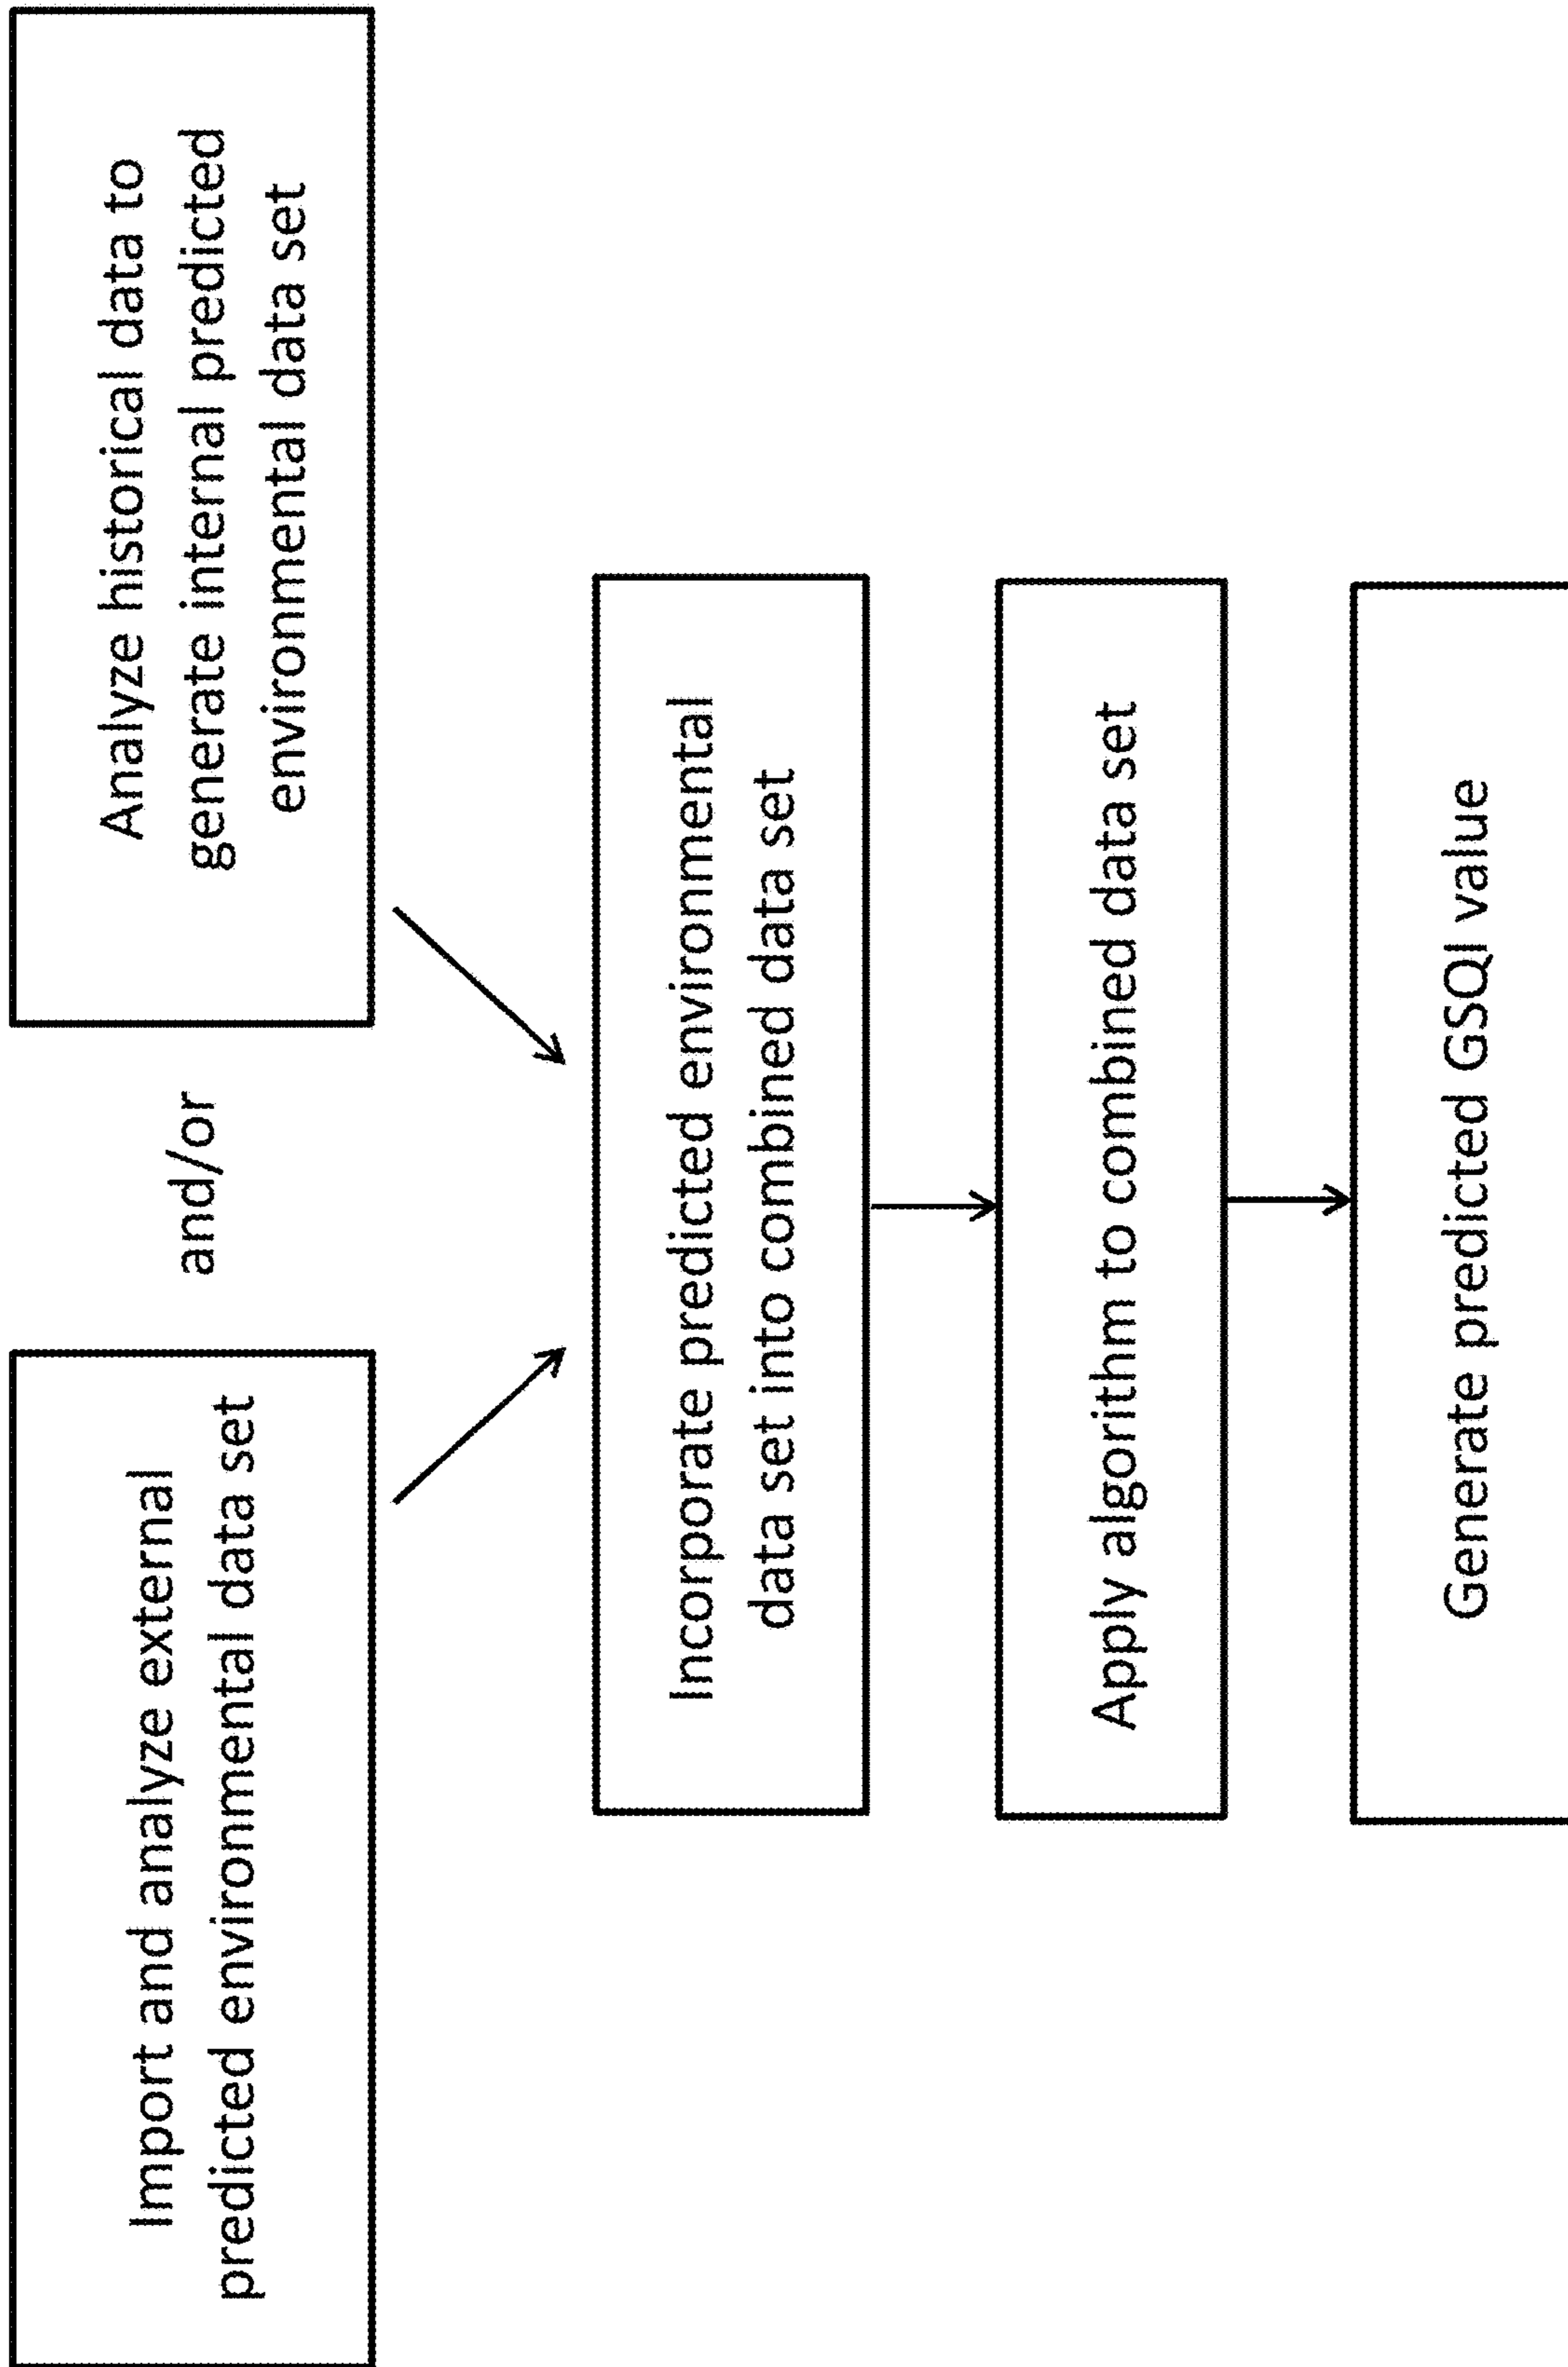 Import and analyze external
predicted environmental data set
and/or
Analyze historical data to
generate internal predicted
environmental data set
Incorporate predicted environmental
data set into combined data set
Apply algorithm to combined data set
Generate predicted GSQI value